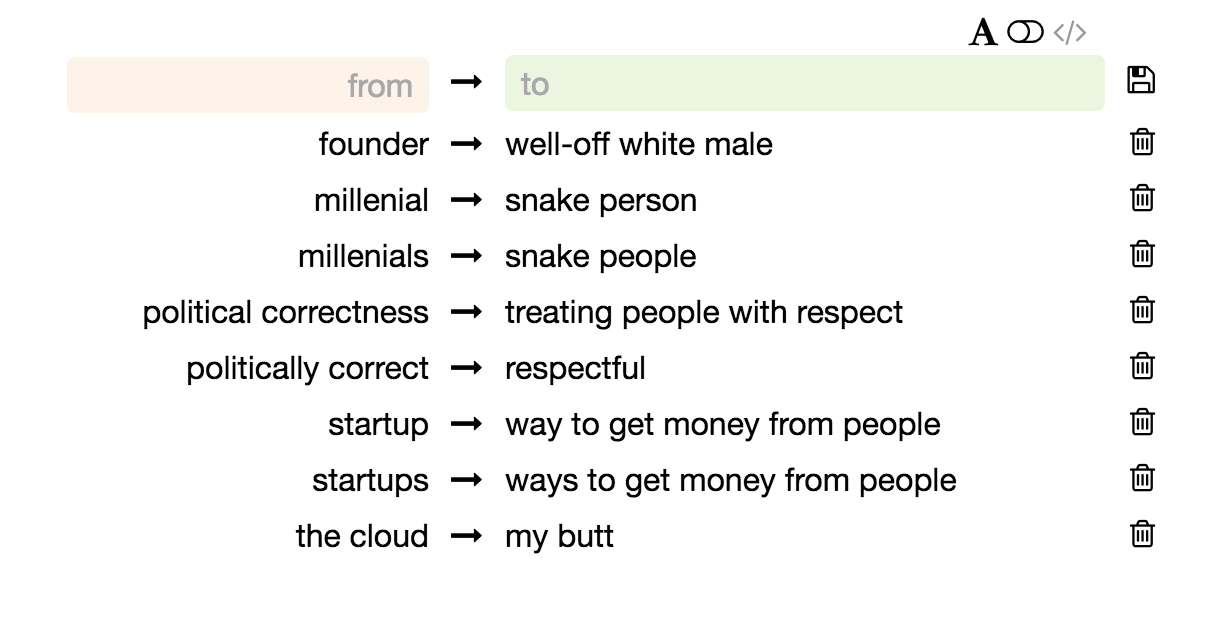 A </>
from → to
founder → well-off white male
millenial → snake person
millenials → snake people
political correctness → treating people with respect
politically correct → respectful
startup → way to get money from people
startups → ways to get money from people
the cloud → my butt